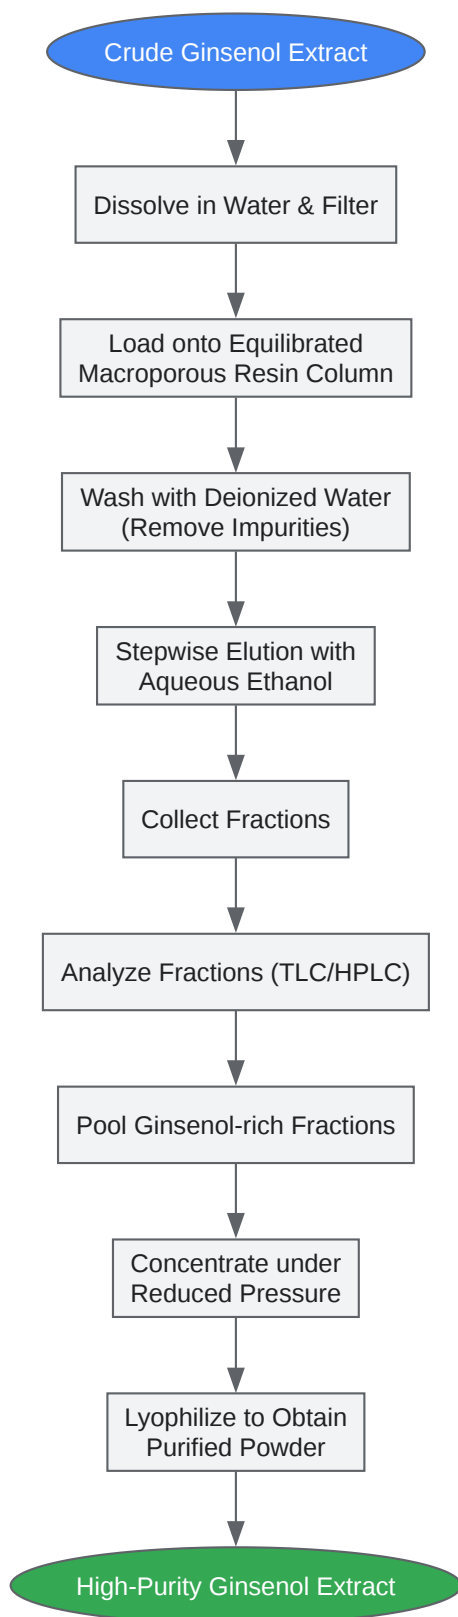 Crude Ginsenol Extract
Dissolve in Water & Filter
Load onto Equilibrated
Macroporous Resin Column
Wash with Deionized Water
(Remove Impurities)
Stepwise Elution with
Aqueous Ethanol
Collect Fractions
Analyze Fractions (TLC/HPLC)
Pool Ginsenol-rich Fractions
Concentrate under
Reduced Pressure
Lyophilize to Obtain
Purified Powder
High-Purity Ginsenol Extract